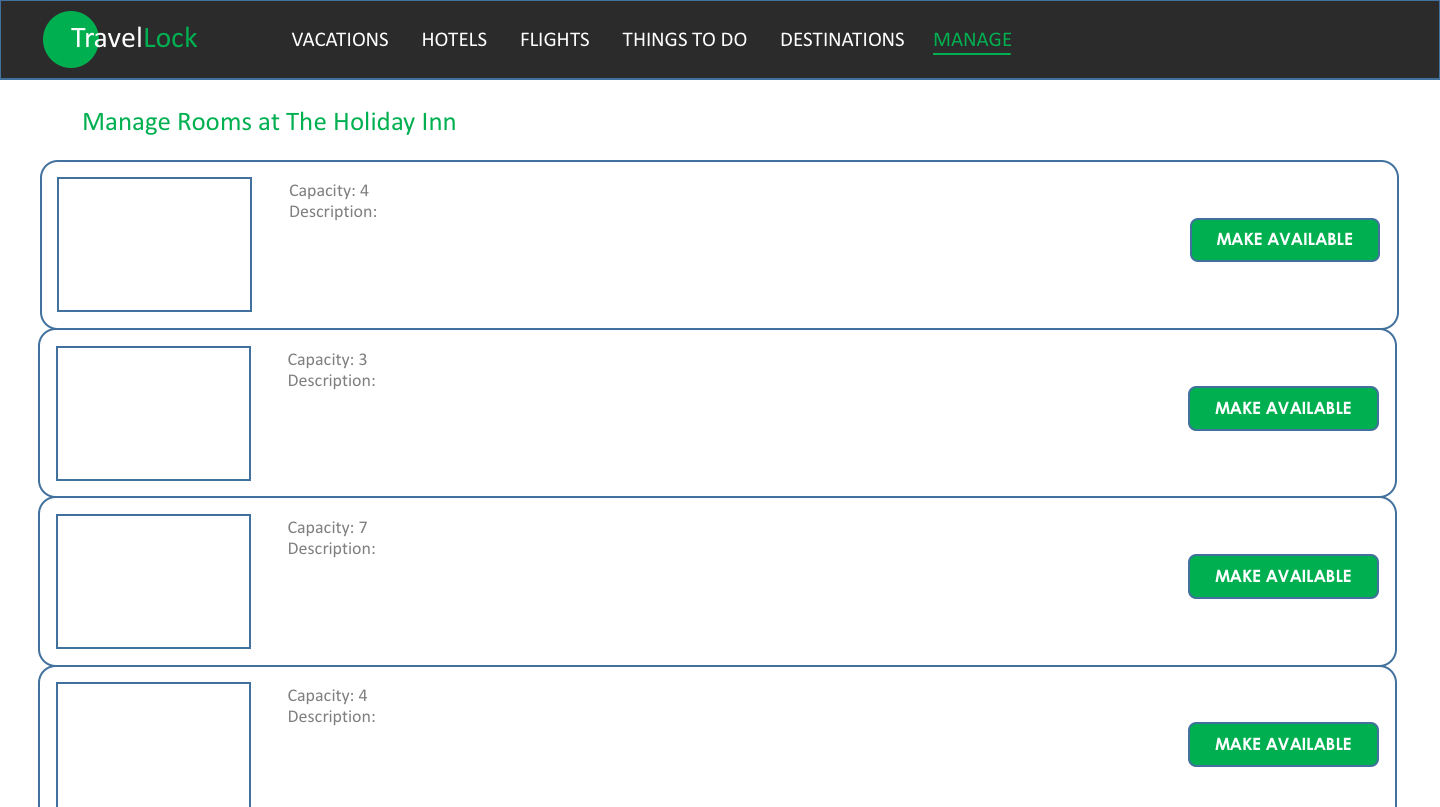 TravelLock
VACATIONS HOTELS FLIGHTS THINGS TO DO DESTINATIONS MANAGE
Manage Rooms at The Holiday Inn
Capacity: 4
Description:
MAKE AVAILABLE
Capacity: 3
Description:
MAKE AVAILABLE
Capacity: 7
Description:
MAKE AVAILABLE
Capacity: 4
Description:
MAKE AVAILABLE